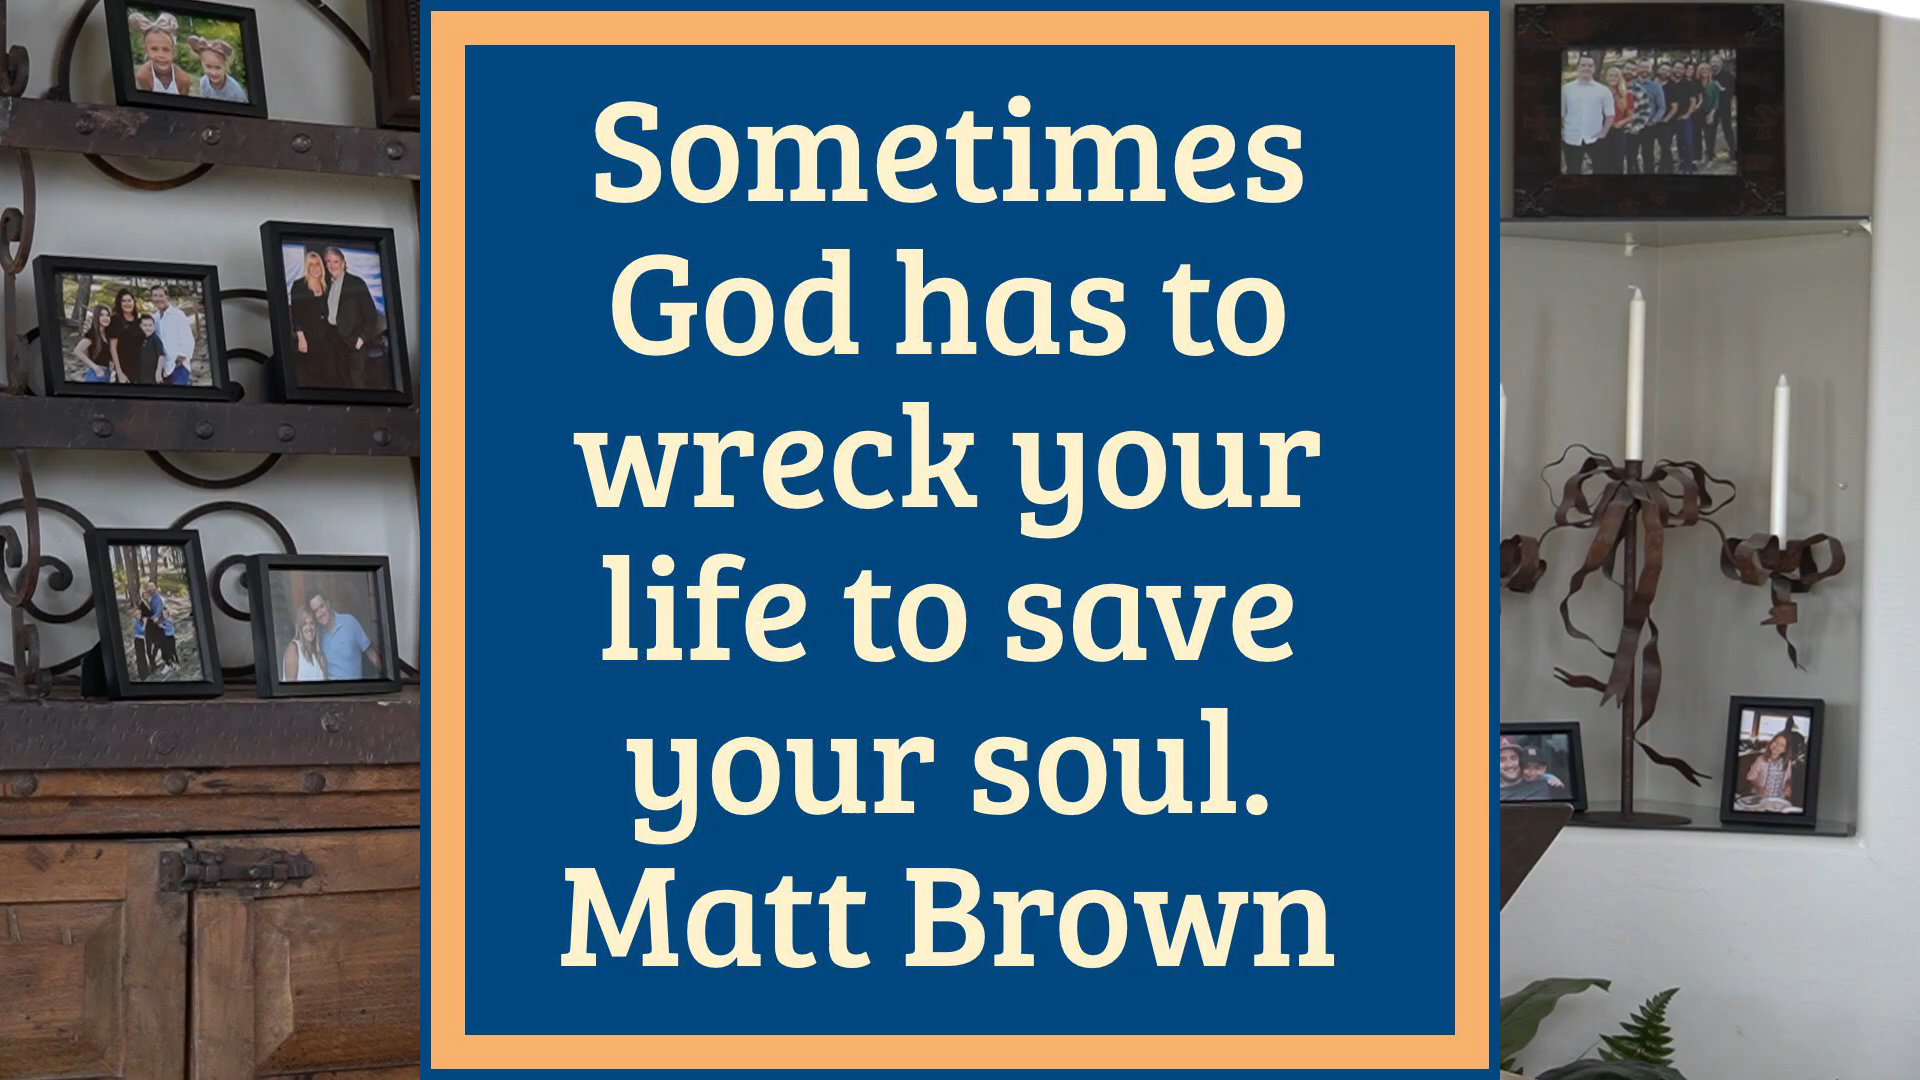 Sometimes
God has to
wreck your
life to save
your soul.
Matt Brown